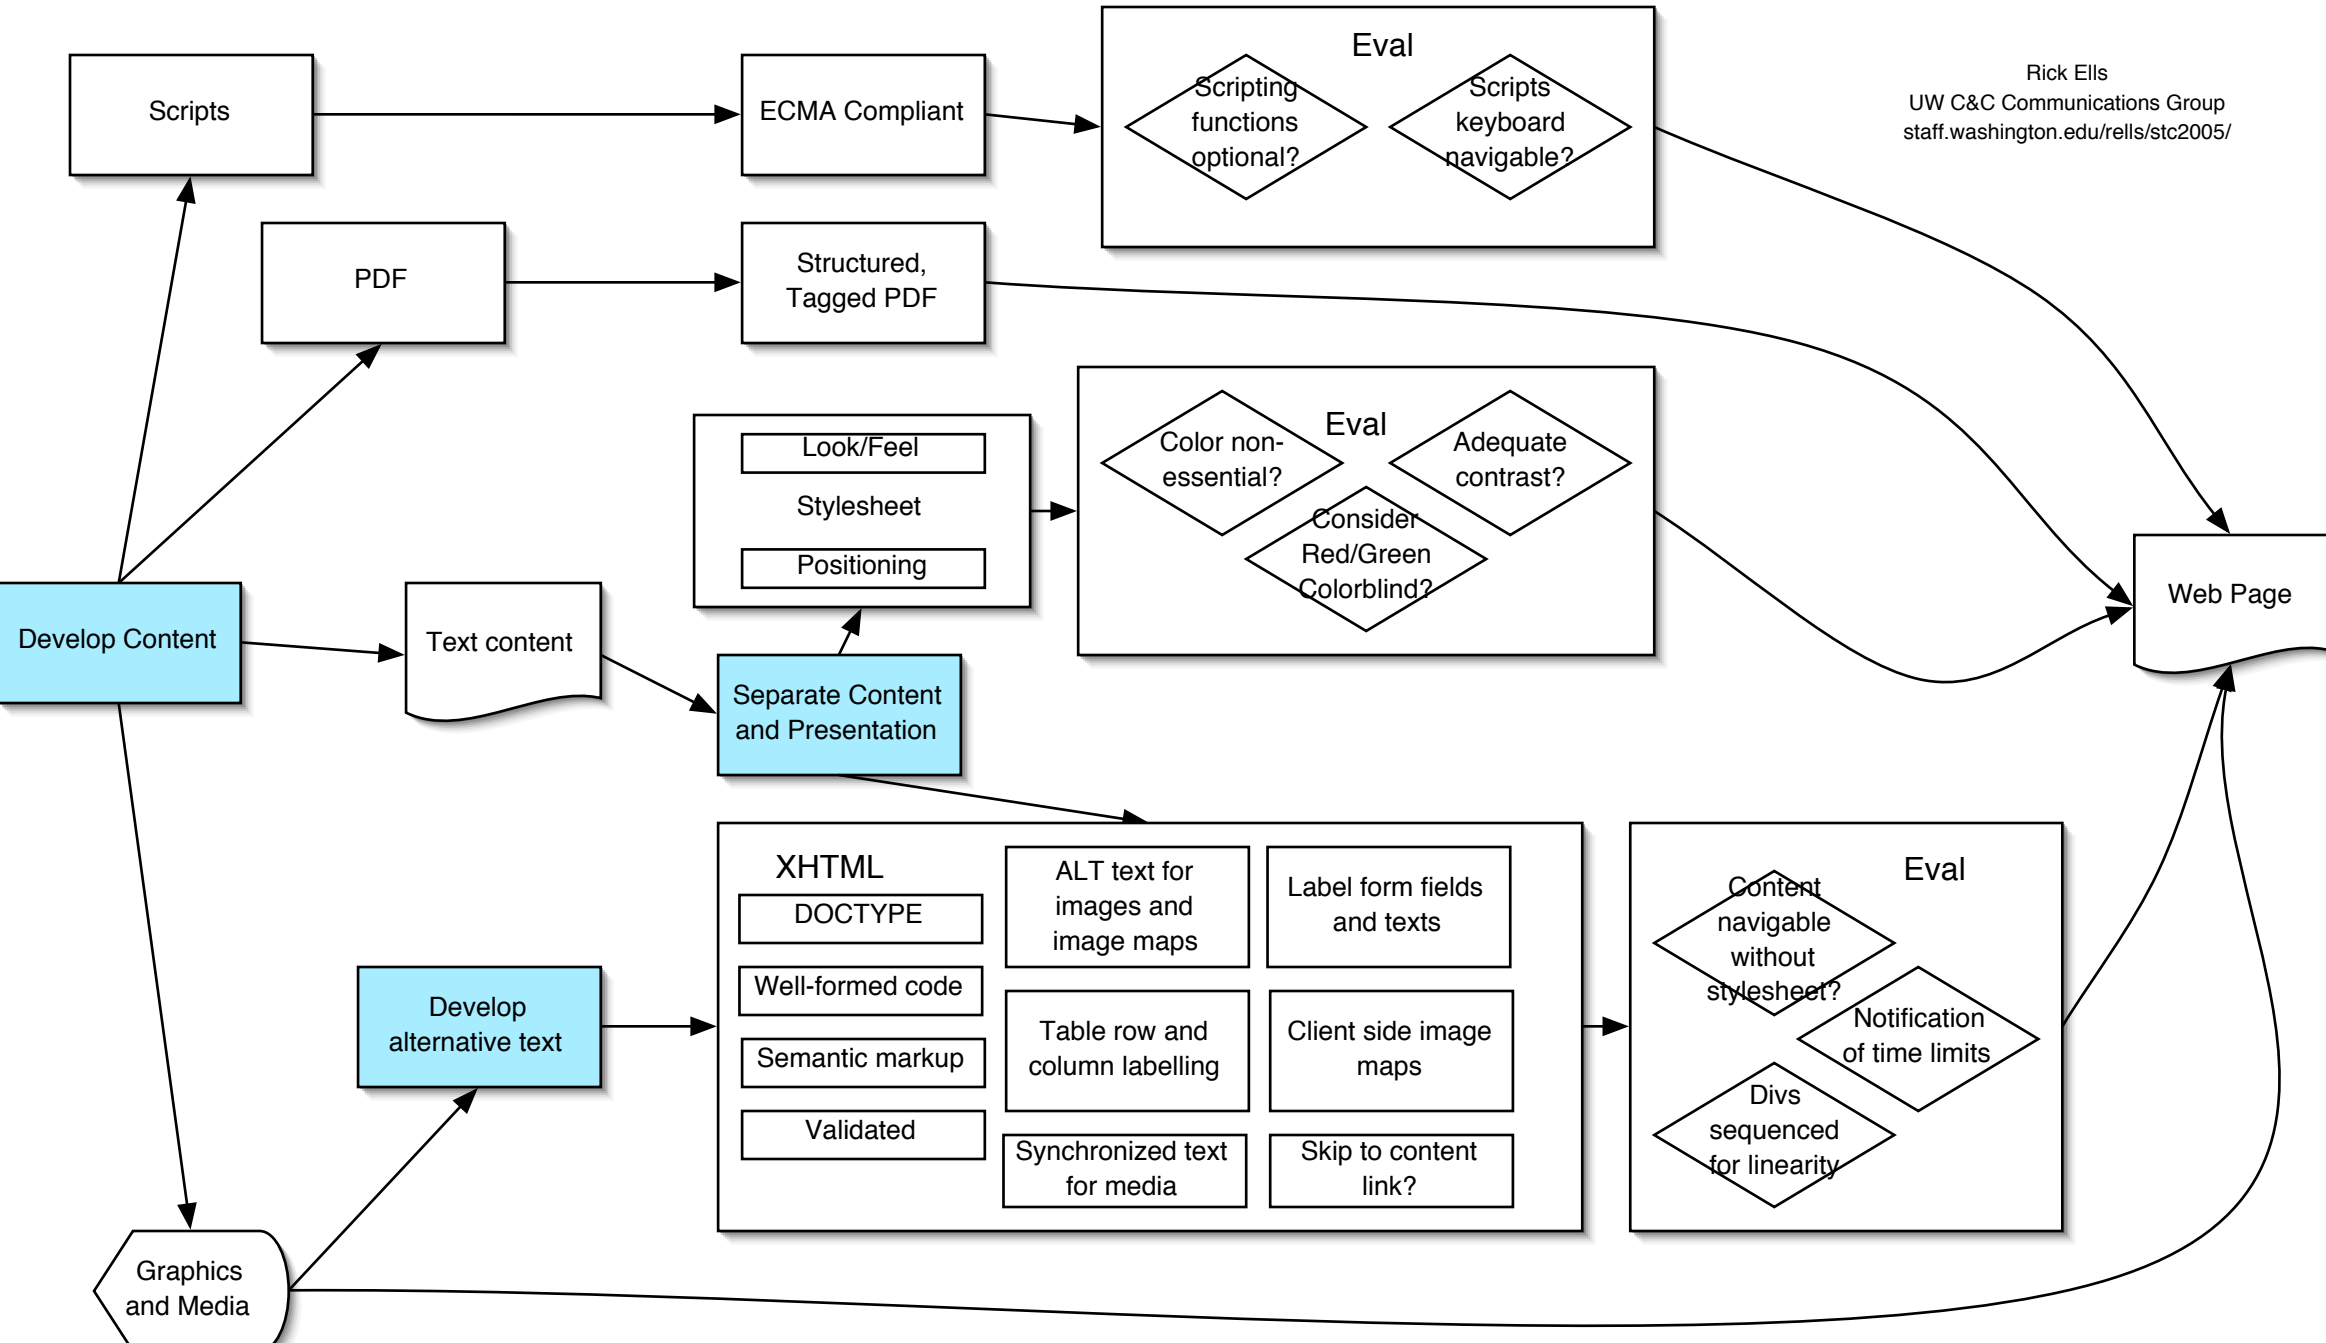 Eval
Scripting
functions
optional?
Scripts
keyboard
navigable?
Rick Ells
UW C&C Communications Group
staff.washington.edu/rells/stc2005/
Scripts
ECMA Compliant
PDF
Structured,
Tagged PDF
Look/Feel
Stylesheet
Positioning
Eval
Color non-
essential?
Adequate
contrast?
Consider
Red/Green
Colorblind?
Web Page
Develop Content
Text content
Separate Content
and Presentation
XHTML
DOCTYPE
Well-formed code
Semantic markup
Validated
ALT text for
images and
image maps
Label form fields
and texts
Table row and
column labelling
Client side image
maps
Synchronized text
for media
Skip to content
link?
Eval
Content
navigable
without
stylesheet?
Notification
of time limits
Divs
sequenced
for linearity
Develop
alternative text
Graphics
and Media